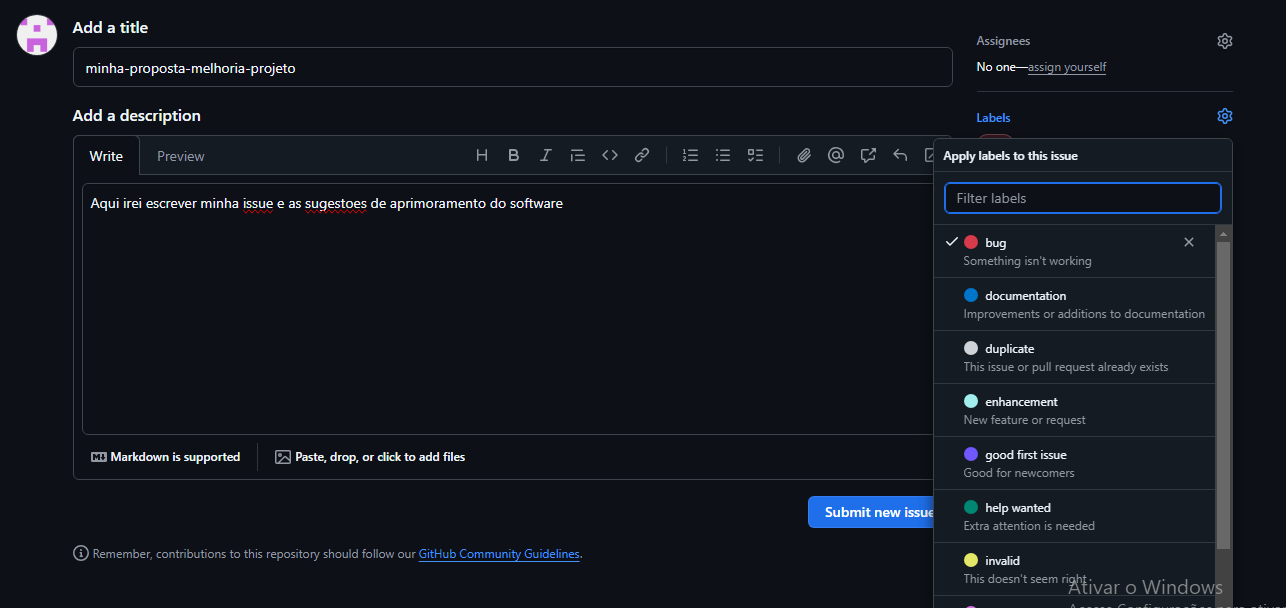 Add a title
minha-proposta-melhoria-projeto
Add a description
Write
Preview
Aqui irei escrever minha issue e as sugestoes de aprimoramento do software
Markdown is supported
Paste, drop, or click to add files
Submit new issue
Remember, contributions to this repository should follow our GitHub Community Guidelines.
Assignees
No one—assign yourself
Labels
Apply labels to this issue
Filter labels
bug
Something isn't working
documentation
Improvements or additions to documentation
duplicate
This issue or pull request already exists
enhancement
New feature or request
good first issue
Good for newcomers
help wanted
Extra attention is needed
invalid
This doesn't seem right
Ativar o Windows